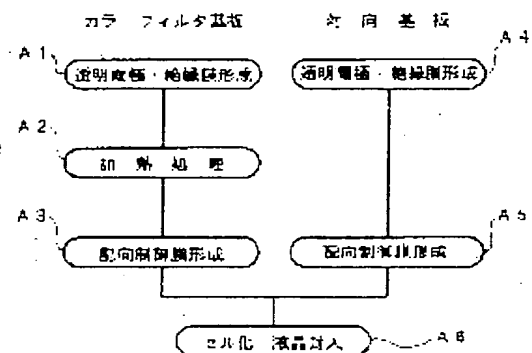 カラーフィルタ基板
対向基板
A1
透明電極・絶縁膜形成
A4
透明電極・絶縁膜形成
A2
加熱処理
A3
配向制御膜形成
A5
配向制御膜形成
セル化 液晶封入
A6